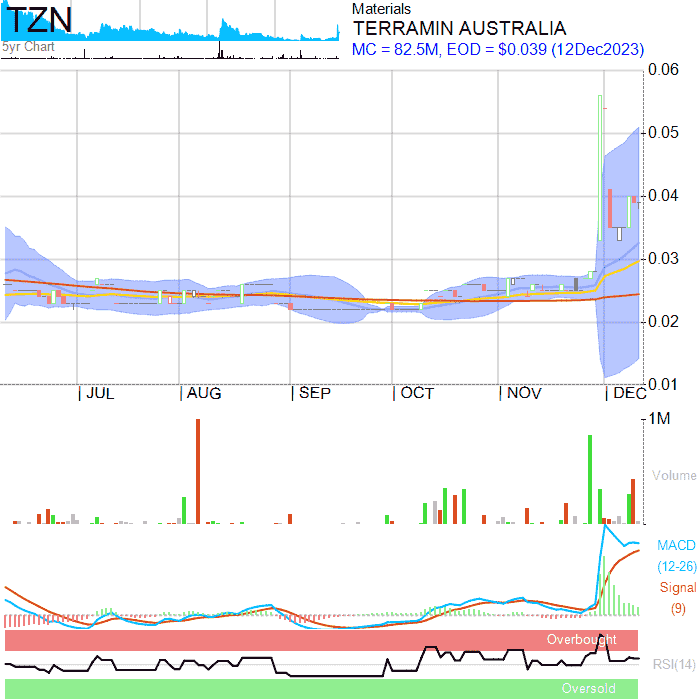 TZN
5yr Chart
Materials
TERRAMIN AUSTRALIA
MC = 82.5M, EOD = $0.039 (12Dec2023)
0.06
0.05
0.04
0.03
0.02
0.01
JUL AUG SEP OCT NOV DEC
1M
Volume
MACD
(12-26)
Signal
(9)
Overbought
RSI(14)
Oversold